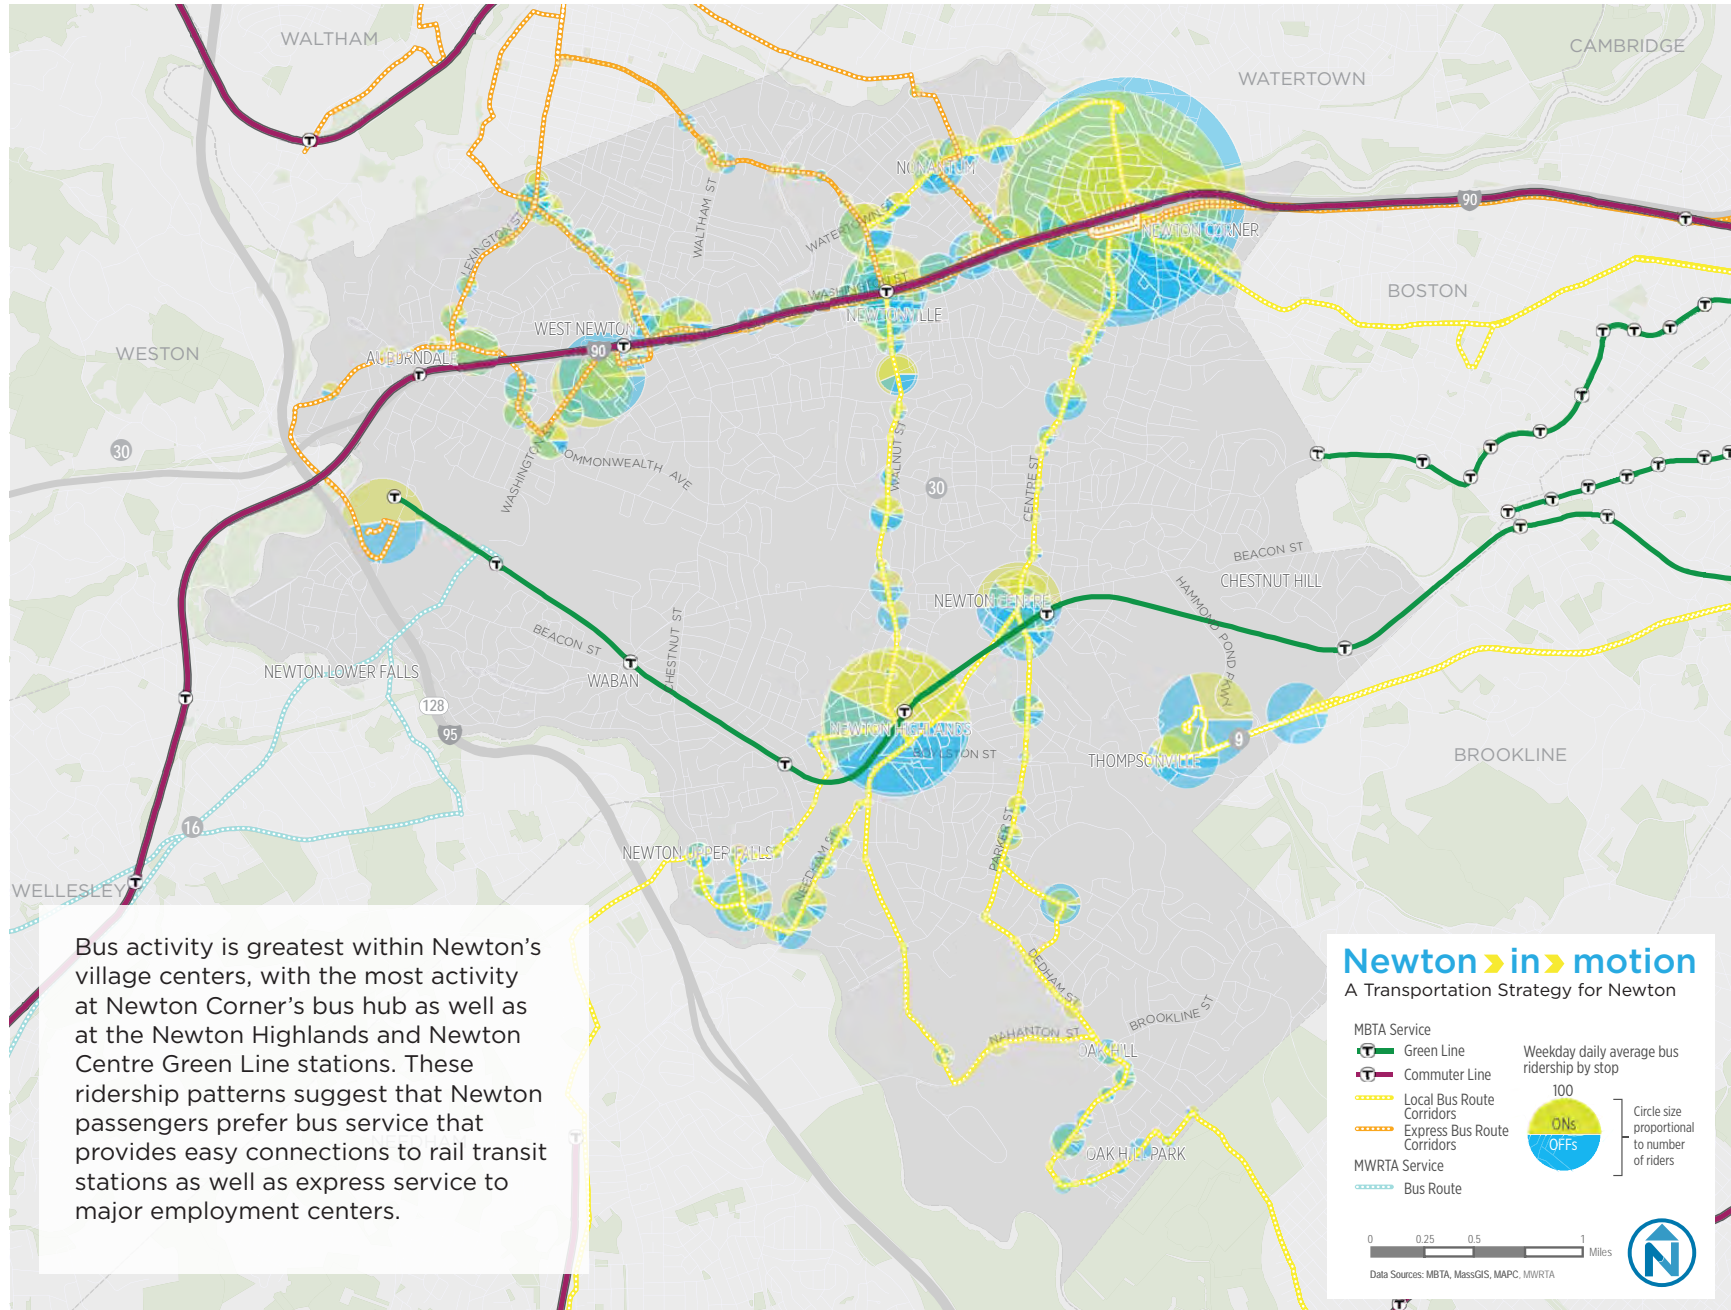 WALTHAM
CAMBRIDGE
WATERTOWN
NONANTUM
WALTHAM ST
WATERTOWN ST
LEXINGTON ST
NEWTON CORNER
90
WASHINGTON ST
BOSTON
NEWTONVILLE
WEST NEWTON
90
WESTON
AUBURNDALE
30
WASHINGTON
OMMONWEALTH AVE
WALNUT ST
30
CENTRE ST
BEACON ST
CHESTNUT HILL
HAMMOND POND PKWY
NEWTON CENTRE
BEACON ST
CHESTNUT ST
NEWTON LOWER FALLS
WABAN
128
95
NEWTON HIGHLANDS
BOYLSTON ST
9
THOMPSONVILLE
BROOKLINE
16
NEWTON UPPER FALLS
NEEDHAM ST
PARKER ST
WELLESLEY
DEDHAM ST
BROOKLINE ST
NAHANTON ST
OAK HILL
OAK HILL PARK
NEEDHAM
Bus activity is greatest within Newton's
village centers, with the most activity
at Newton Corner's bus hub as well as
at the Newton Highlands and Newton
Centre Green Line stations. These
ridership patterns suggest that Newton
passengers prefer bus service that
provides easy connections to rail transit
stations as well as express service to
major employment centers.
Newton in motion
A Transportation Strategy for Newton
MBTA Service
T Green Line
T Commuter Line
Local Bus Route
Corridors
Express Bus Route
Corridors
MWRTA Service
Bus Route
Weekday daily average bus
ridership by stop
100
ONs
OFFs
Circle size
proportional
to number
of riders
0 0.25 0.5 1
Miles
Data Sources: MBTA, MassGIS, MAPC, MWRTA
N